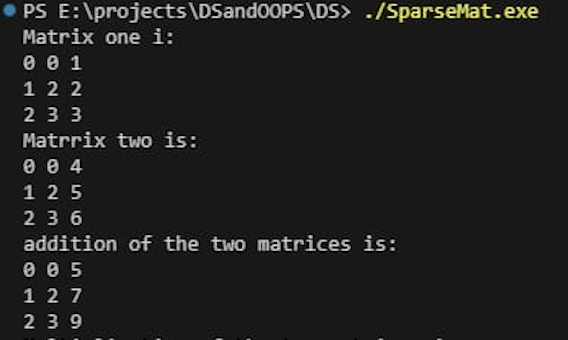 PS E:\projects\DSandOOPS\DS> ./SparseMat.exe
Matrix one i:
0 0 1
1 2 2
2 3 3
Matrrix two is:
0 0 4
1 2 5
2 3 6
addition of the two matrices is:
0 0 5
1 2 7
2 3 9